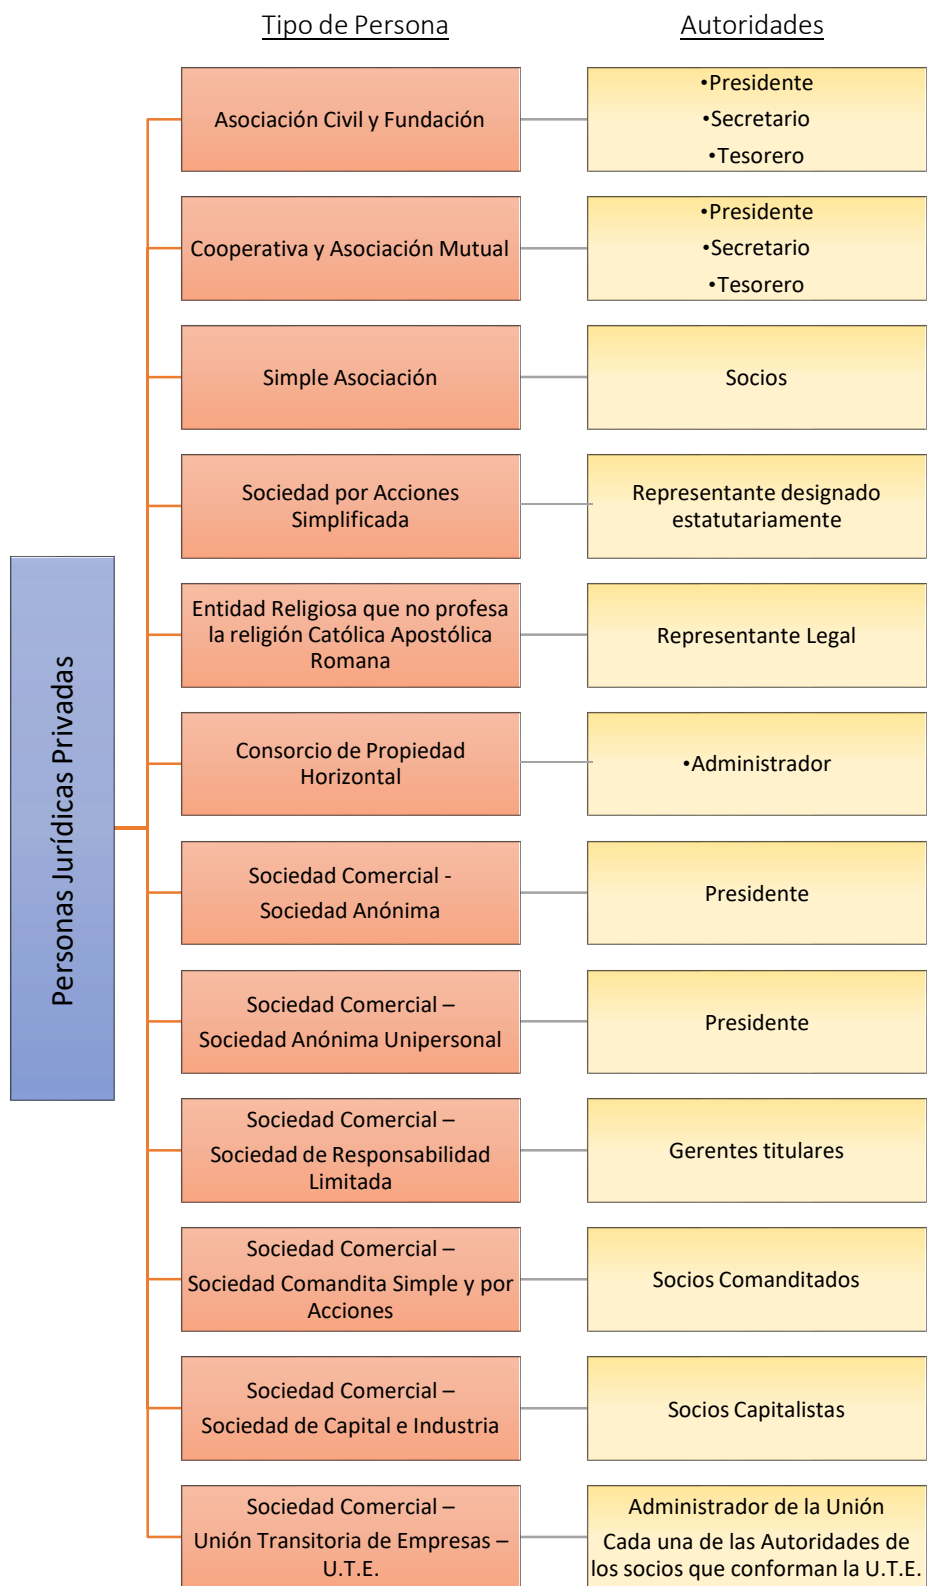 Tipo de Persona
Autoridades
Personas Jurídicas Privadas
Asociación Civil y Fundación
•Presidente
•Secretario
•Tesorero
Cooperativa y Asociación Mutual
•Presidente
•Secretario
•Tesorero
Simple Asociación
Socios
Sociedad por Acciones
Simplificada
Representante designado
estatutariamente
Entidad Religiosa que no profesa
la religión Católica Apostólica
Romana
Representante Legal
Consorcio de Propiedad
Horizontal
•Administrador
Sociedad Comercial -
Sociedad Anónima
Presidente
Sociedad Comercial –
Sociedad Anónima Unipersonal
Presidente
Sociedad Comercial –
Sociedad de Responsabilidad
Limitada
Gerentes titulares
Sociedad Comercial –
Sociedad Comandita Simple y por
Acciones
Socios Comanditados
Sociedad Comercial –
Sociedad de Capital e Industria
Socios Capitalistas
Sociedad Comercial –
Unión Transitoria de Empresas –
U.T.E.
Administrador de la Unión
Cada una de las Autoridades de
los socios que conforman la U.T.E.